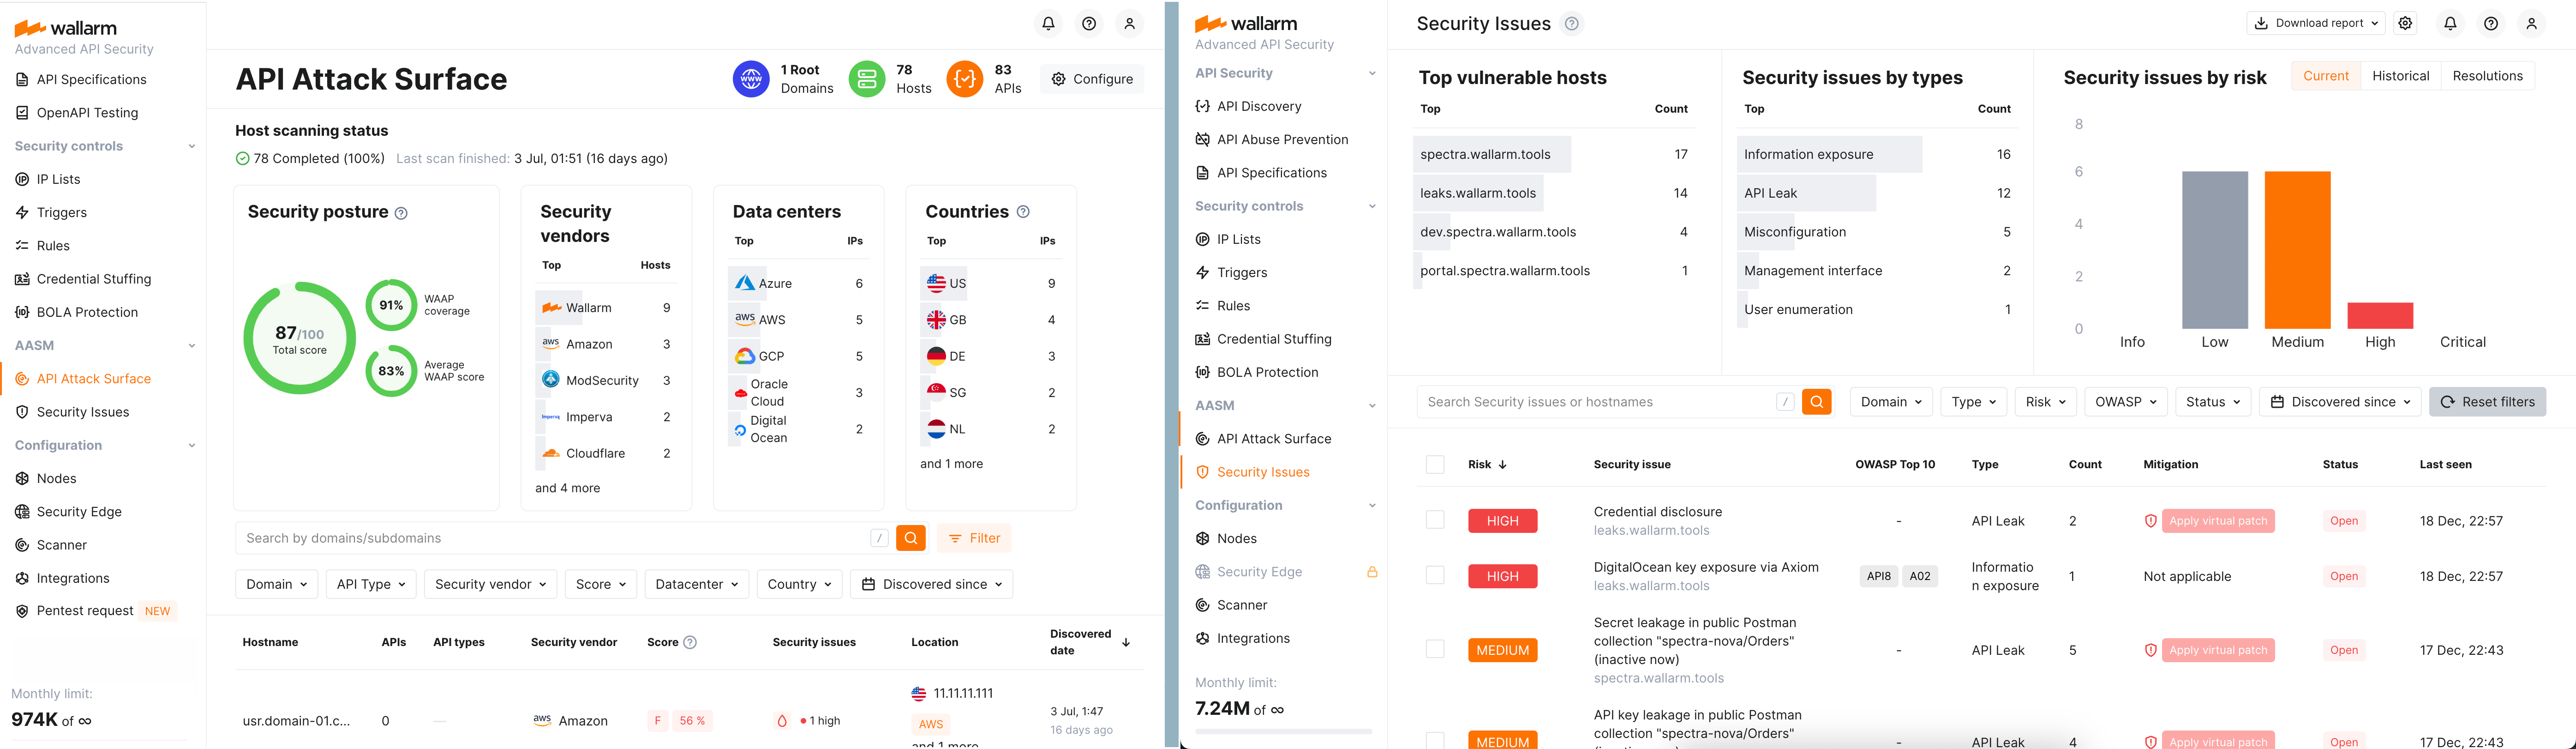 wallarm
Advanced API Security
API Specifications
OpenAPI Testing
Security controls
IP Lists
Triggers
Rules
Credential Stuffing
BOLA Protection
AASM
API Attack Surface
Security Issues
Configuration
Nodes
Security Edge
Scanner
Integrations
Pentest request NEW
Monthly limit:
974K of ∞
API Attack Surface
WWW
1 Root Domains
78 Hosts
83 APIs
Configure
Host scanning status
78 Completed (100%) Last scan finished: 3 Jul, 01:51 (16 days ago)
Security posture
87/100
Total score
91% WAAP coverage
83% Average WAAP score
Security vendors
Top Hosts
Wallarm 9
aws Amazon 3
ModSecurity 3
Imperva Imperva 2
Cloudflare 2
and 4 more
Data centers
Top IPs
Azure 6
aws AWS 5
GCP 5
Oracle Cloud 3
Digital Ocean 2
Countries
Top IPs
US 9
GB 4
DE 3
SG 2
NL 2
and 1 more
Search by domains/subdomains /
Filter
Domain API Type Security vendor Score Datacenter Country Discovered since
Hostname APIs API types Security vendor Score Security issues Location Discovered date
usr.domain-01.c... 0 — aws Amazon F 56 % 1 high
11.11.11.111
AWS
and 1 more
3 Jul, 1:47
16 days ago
wallarm
Advanced API Security
API Security
API Discovery
API Abuse Prevention
API Specifications
Security controls
IP Lists
Triggers
Rules
Credential Stuffing
BOLA Protection
AASM
API Attack Surface
Security Issues
Configuration
Nodes
Security Edge
Scanner
Integrations
Monthly limit:
7.24M of ∞
Security Issues
Download report
Top vulnerable hosts
Top Count
spectra.wallarm.tools 17
leaks.wallarm.tools 14
dev.spectra.wallarm.tools 4
portal.spectra.wallarm.tools 1
Security issues by types
Top Count
Information exposure 16
API Leak 12
Misconfiguration 5
Management interface 2
User enumeration 1
Security issues by risk
Current Historical Resolutions
8
6
4
2
0
Info Low Medium High Critical
Search Security issues or hostnames /
Domain Type Risk OWASP Status Discovered since Reset filters
Risk Security issue OWASP Top 10 Type Count Mitigation Status Last seen
HIGH Credential disclosure
leaks.wallarm.tools
- API Leak 2 Apply virtual patch Open 18 Dec, 22:57
HIGH DigitalOcean key exposure via Axiom
leaks.wallarm.tools
API8 A02 Informatio
n exposure
1 Not applicable Open 18 Dec, 22:57
MEDIUM Secret leakage in public Postman
collection "spectra-nova/Orders"
(inactive now)
spectra.wallarm.tools
- API Leak 5 Apply virtual patch Open 17 Dec, 22:43
MEDIUM API key leakage in public Postman
collection "spectra-nova/Orders"
- API Leak 4 Apply virtual patch Open 17 Dec, 22:43